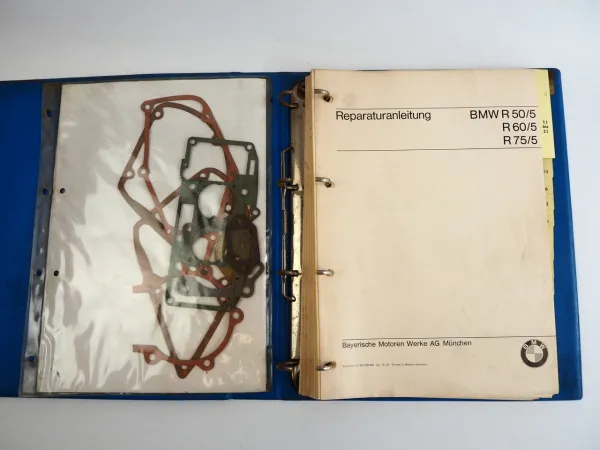 Reparaturanleitung BMW R 50/5
R 60/5
R 75/5
Bayerische Motoren Werke AG München
BMW